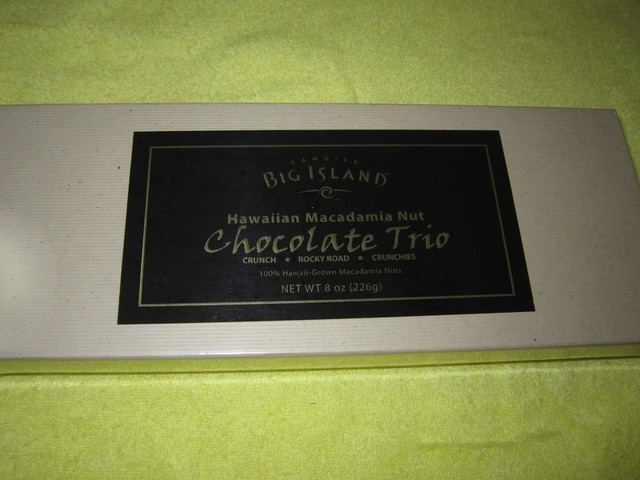 CANDIES
BIG ISLAND
Hawaiian Macadamia Nut
Chocolate Trio
CRUNCH • ROCKY ROAD • CRUNCHIES
100% Hawaii-Grown Macadamia Nuts
NET WT 8 oz (226g)